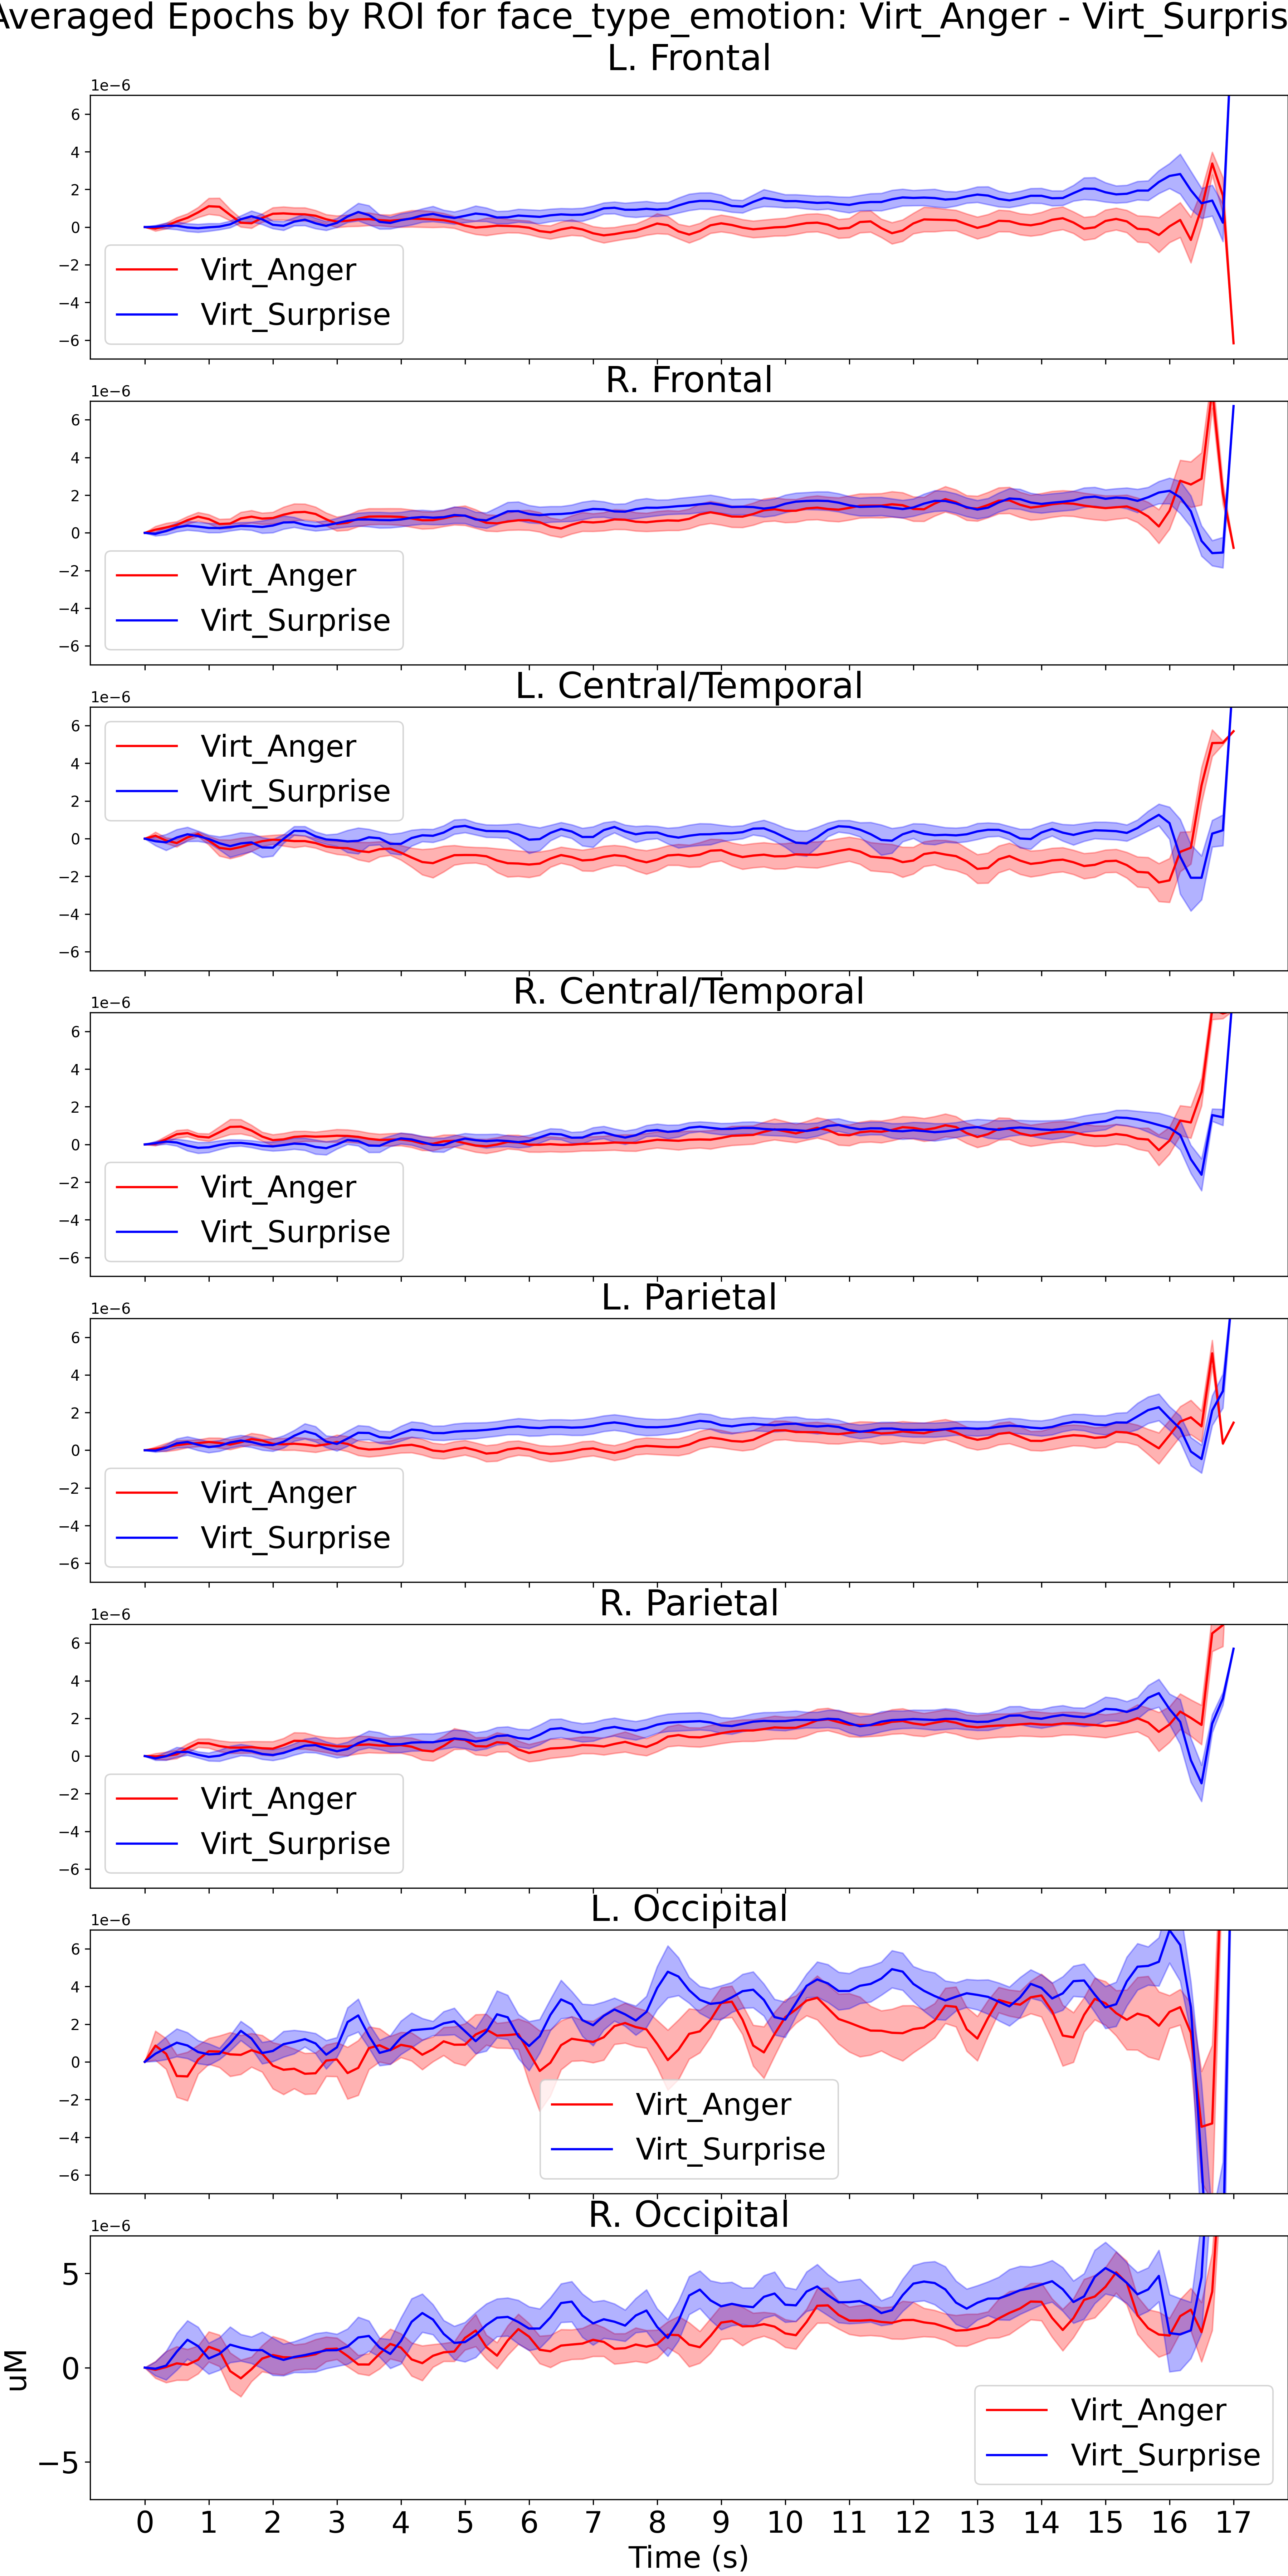 Averaged Epochs by ROI for face_type_emotion: Virt_Anger - Virt_Surpris
L. Frontal
1e−6
6
4
2
0
−2
−4
−6
Virt_Anger
Virt_Surprise
R. Frontal
1e−6
6
4
2
0
−2
−4
−6
Virt_Anger
Virt_Surprise
L. Central/Temporal
1e−6
6
4
2
0
−2
−4
−6
Virt_Anger
Virt_Surprise
R. Central/Temporal
1e−6
6
4
2
0
−2
−4
−6
Virt_Anger
Virt_Surprise
L. Parietal
1e−6
6
4
2
0
−2
−4
−6
Virt_Anger
Virt_Surprise
R. Parietal
1e−6
6
4
2
0
−2
−4
−6
Virt_Anger
Virt_Surprise
L. Occipital
1e−6
6
4
2
0
−2
−4
−6
Virt_Anger
Virt_Surprise
R. Occipital
1e−6
5
0
−5
uM
Virt_Anger
Virt_Surprise
0 1 2 3 4 5 6 7 8 9 10 11 12 13 14 15 16 17
Time (s)